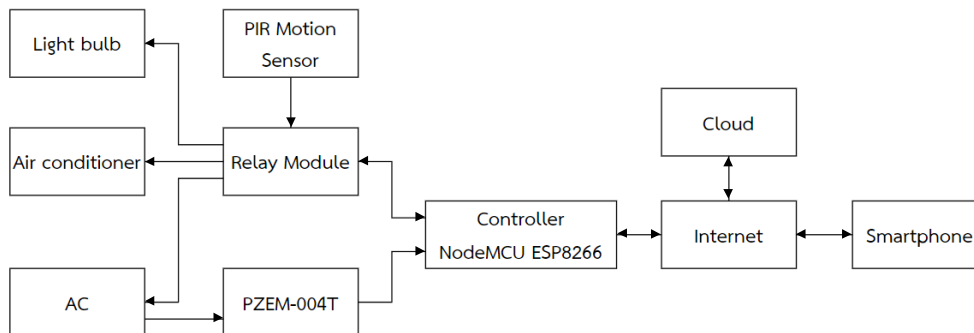 Light bulb
PIR Motion
Sensor
Cloud
Air conditioner
Relay Module
Controller
NodeMCU ESP8266
Internet
Smartphone
AC
PZEM-004T